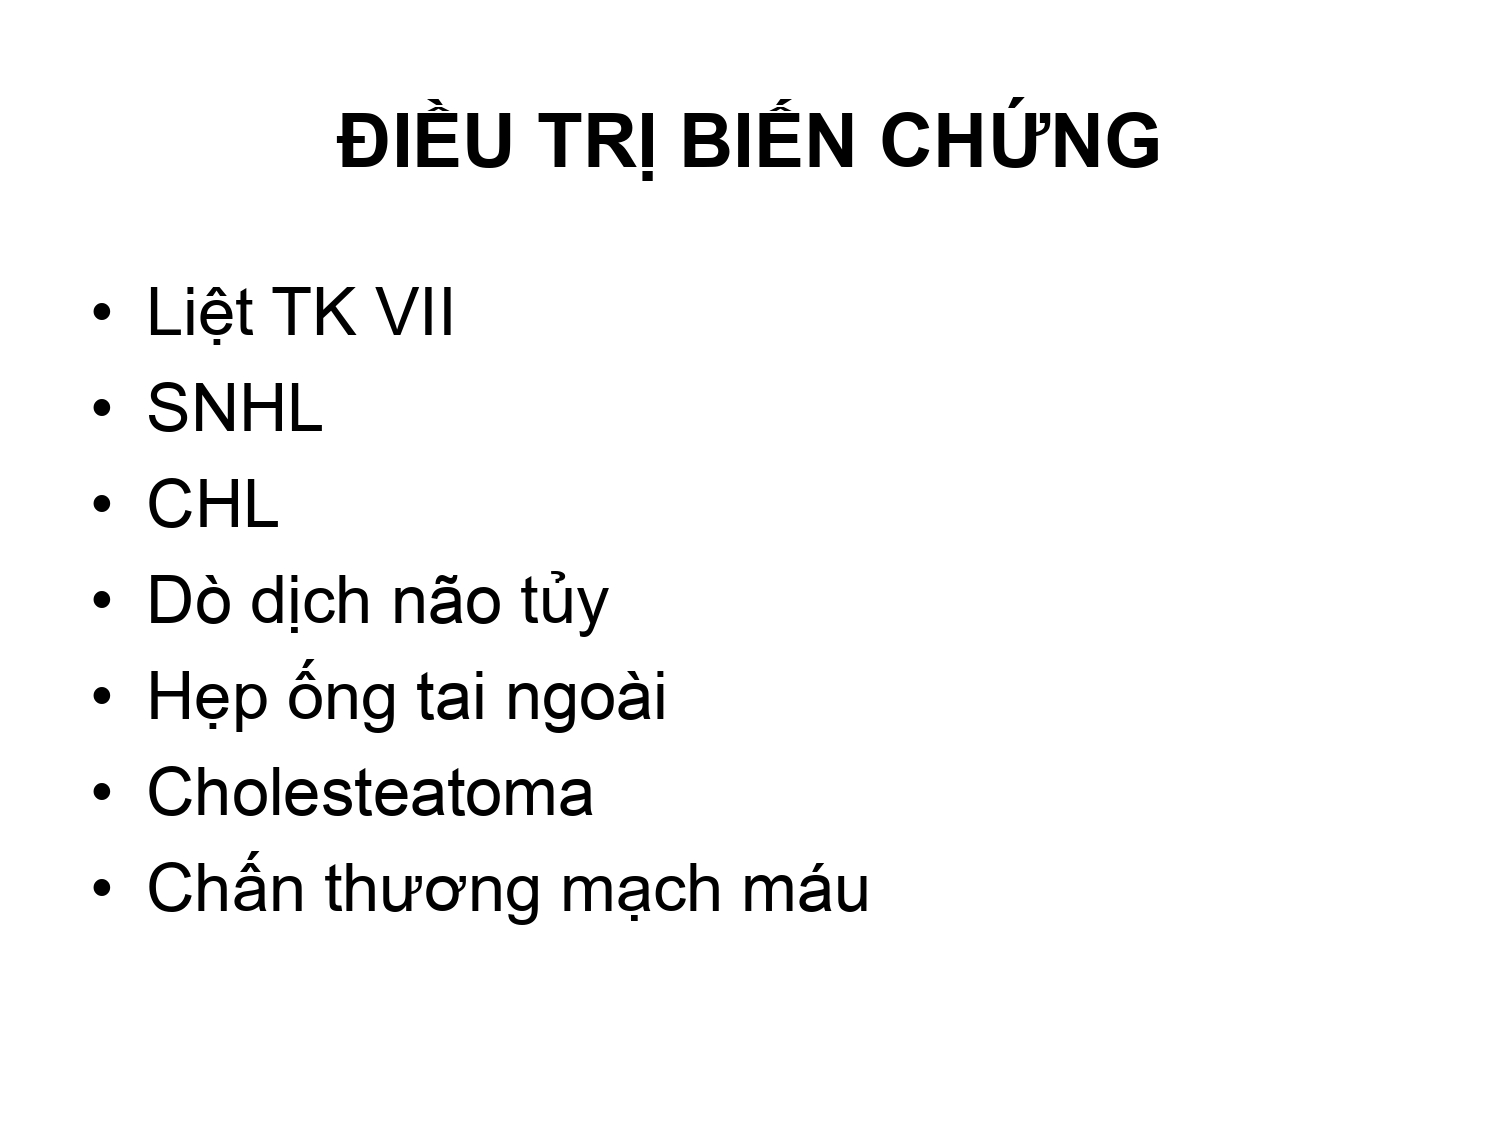 ĐIỀU TRỊ BIẾN CHỨNG
• Liệt TK VII
• SNHL
• CHL
• Dò dịch não tủy
• Hẹp ống tai ngoài
• Cholesteatoma
• Chấn thương mạch máu